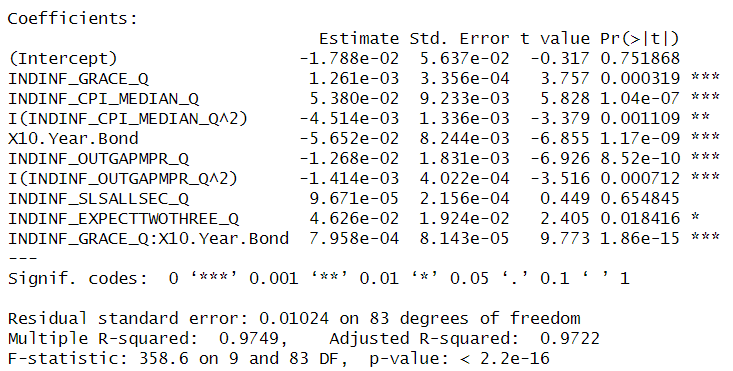 Coefficients:
Estimate Std. Error t value Pr(>|t|)
(Intercept) -1.788e-02 5.637e-02 -0.317 0.751868
INDINF_GRACE_Q 1.261e-03 3.356e-04 3.757 0.000319 ***
INDINF_CPI_MEDIAN_Q 5.380e-02 9.233e-03 5.828 1.04e-07 ***
I(INDINF_CPI_MEDIAN_Q^2) -4.514e-03 1.336e-03 -3.379 0.001109 **
X10.Year.Bond -5.652e-02 8.244e-03 -6.855 1.17e-09 ***
INDINF_OUTGAPMPR_Q -1.268e-02 1.831e-03 -6.926 8.52e-10 ***
I(INDINF_OUTGAPMPR_Q^2) -1.414e-03 4.022e-04 -3.516 0.000712 ***
INDINF_SLSALLSEC_Q 9.671e-05 2.156e-04 0.449 0.654845
INDINF_EXPECTTWOTHREE_Q 4.626e-02 1.924e-02 2.405 0.018416 *
INDINF_GRACE_Q:X10.Year.Bond 7.958e-04 8.143e-05 9.773 1.86e-15 ***
---
Signif. codes: 0 ‘***’ 0.001 ‘**’ 0.01 ‘*’ 0.05 ‘.’ 0.1 ‘ ’ 1

Residual standard error: 0.01024 on 83 degrees of freedom
Multiple R-squared: 0.9749, Adjusted R-squared: 0.9722
F-statistic: 358.6 on 9 and 83 DF, p-value: < 2.2e-16